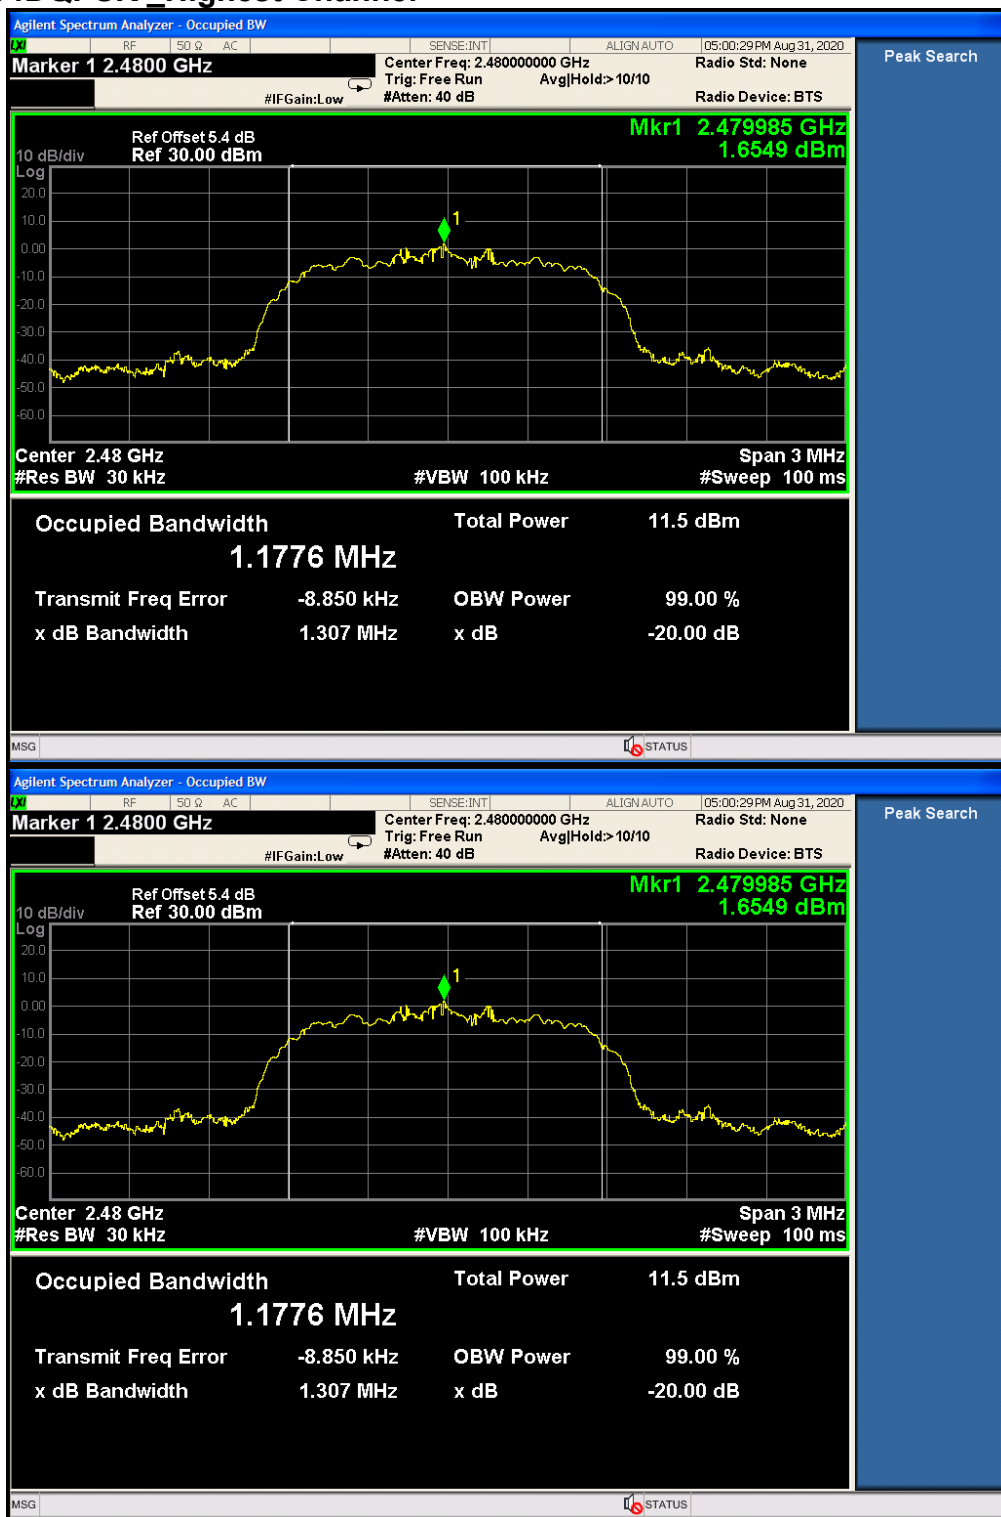 Highest Channel
Agilent Spectrum Analyzer - Occupied BW
LXI RF 50 Ω AC SENSE:INT ALIGN AUTO 05:00:29 PM Aug 31, 2020
Marker 1 2.4800 GHz
Center Freq: 2.480000000 GHz
Radio Std: None
Trig: Free Run Avg|Hold:> 10/10
#IFGain:Low #Atten: 40 dB Radio Device: BTS
Peak Search
Mkr1 2.479985 GHz
1.6549 dBm
Ref Offset 5.4 dB
10 dB/div Ref 30.00 dBm
Log
20.0
10.0
1
0.00
-10.0
-20.0
-30.0
-40.0
-50.0
-60.0
Center 2.48 GHz Span 3 MHz
#Res BW 30 kHz #VBW 100 kHz #Sweep 100 ms
Occupied Bandwidth Total Power 11.5 dBm
1.1776 MHz
Transmit Freq Error -8.850 kHz OBW Power 99.00 %
x dB Bandwidth 1.307 MHz x dB -20.00 dB
MSG STATUS
Agilent Spectrum Analyzer - Occupied BW
LXI RF 50 Ω AC SENSE:INT ALIGN AUTO 05:00:29 PM Aug 31, 2020
Marker 1 2.4800 GHz
Center Freq: 2.480000000 GHz
Radio Std: None
Trig: Free Run Avg|Hold:> 10/10
#IFGain:Low #Atten: 40 dB Radio Device: BTS
Peak Search
Mkr1 2.479985 GHz
1.6549 dBm
Ref Offset 5.4 dB
10 dB/div Ref 30.00 dBm
Log
20.0
10.0
1
0.00
-10.0
-20.0
-30.0
-40.0
-50.0
-60.0
Center 2.48 GHz Span 3 MHz
#Res BW 30 kHz #VBW 100 kHz #Sweep 100 ms
Occupied Bandwidth Total Power 11.5 dBm
1.1776 MHz
Transmit Freq Error -8.850 kHz OBW Power 99.00 %
x dB Bandwidth 1.307 MHz x dB -20.00 dB
MSG STATUS